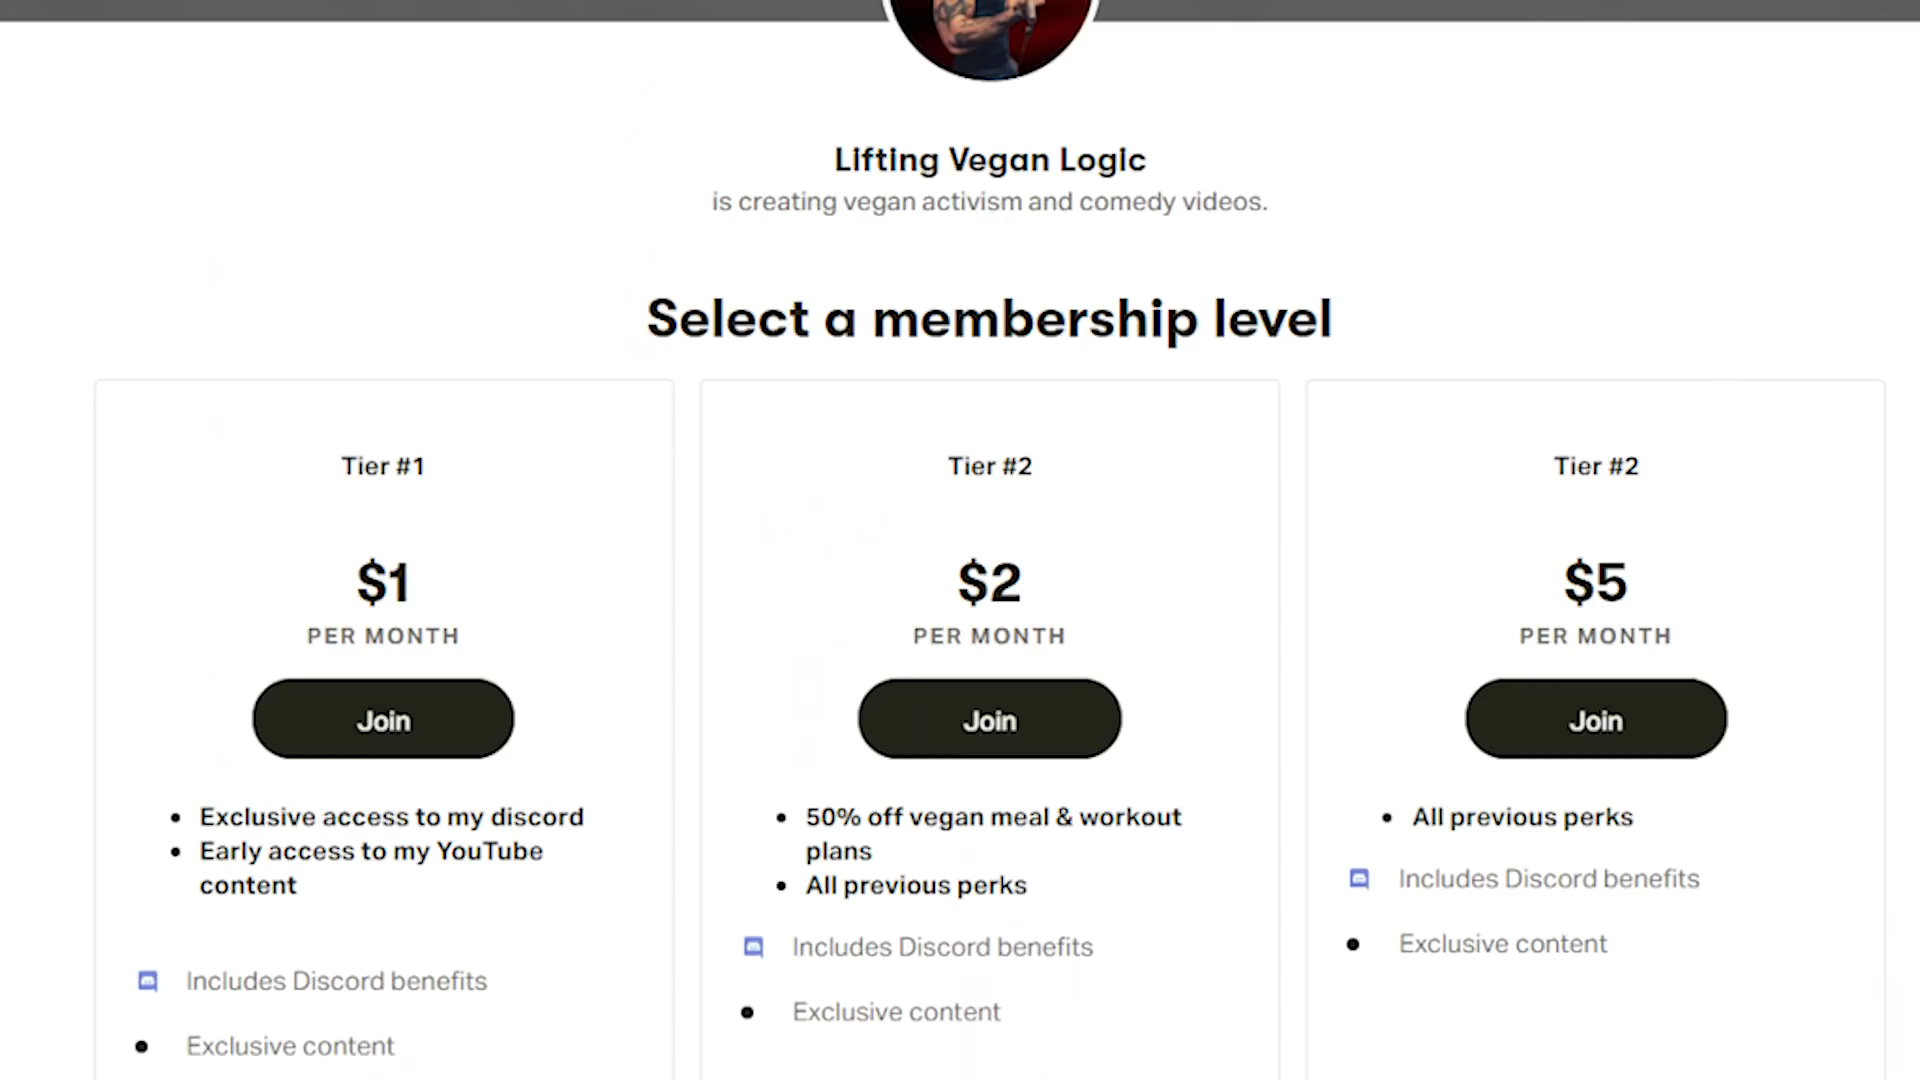 Lifting Vegan Logic
is creating vegan activism and comedy videos.
Select a membership level
Tier #1
$1
PER MONTH
Join
• Exclusive access to my discord
• Early access to my YouTube
content
Includes Discord benefits
• Exclusive content
Tier #2
$2
PER MONTH
Join
• 50% off vegan meal & workout
plans
• All previous perks
Includes Discord benefits
• Exclusive content
Tier #2
$5
PER MONTH
Join
• All previous perks
Includes Discord benefits
• Exclusive content